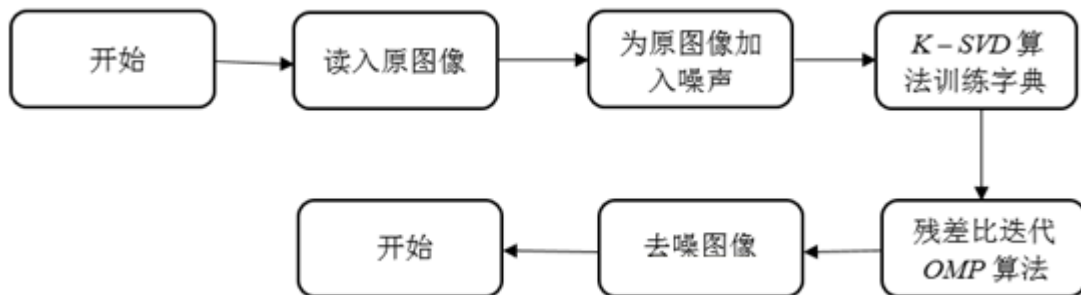 开始
读入原图像
为原图像加
入噪声
K-SVD 算
法训练字典
残差比迭代
OMP 算法
去噪图像
开始